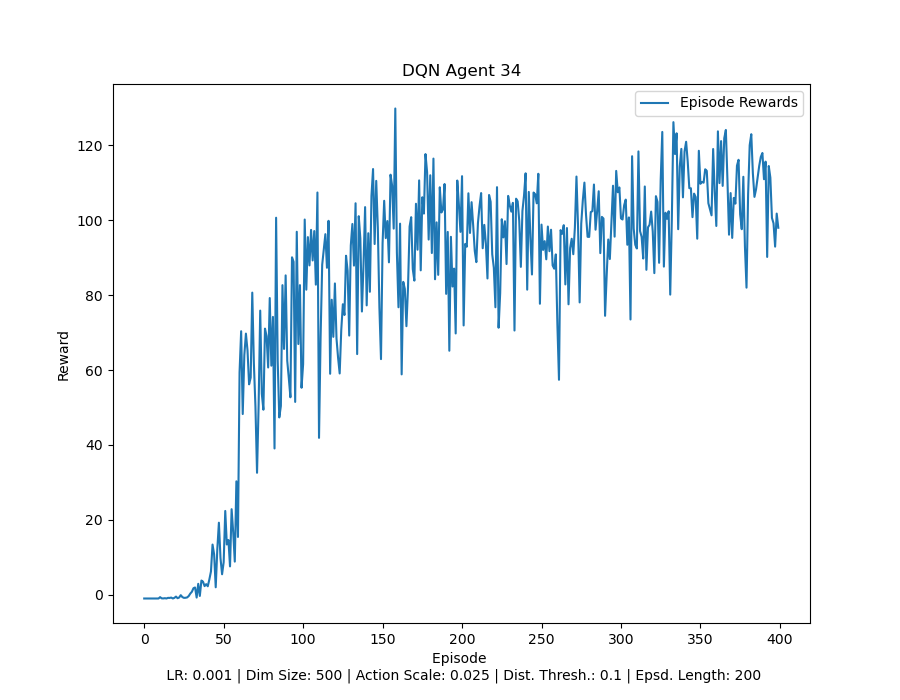 DQN Agent 34
Episode Rewards
120
100
80
60
40
20
0
Reward
0 50 100 150 200 250 300 350 400
Episode
LR: 0.001 | Dim Size: 500 | Action Scale: 0.025 | Dist. Thresh.: 0.1 | Epsd. Length: 200